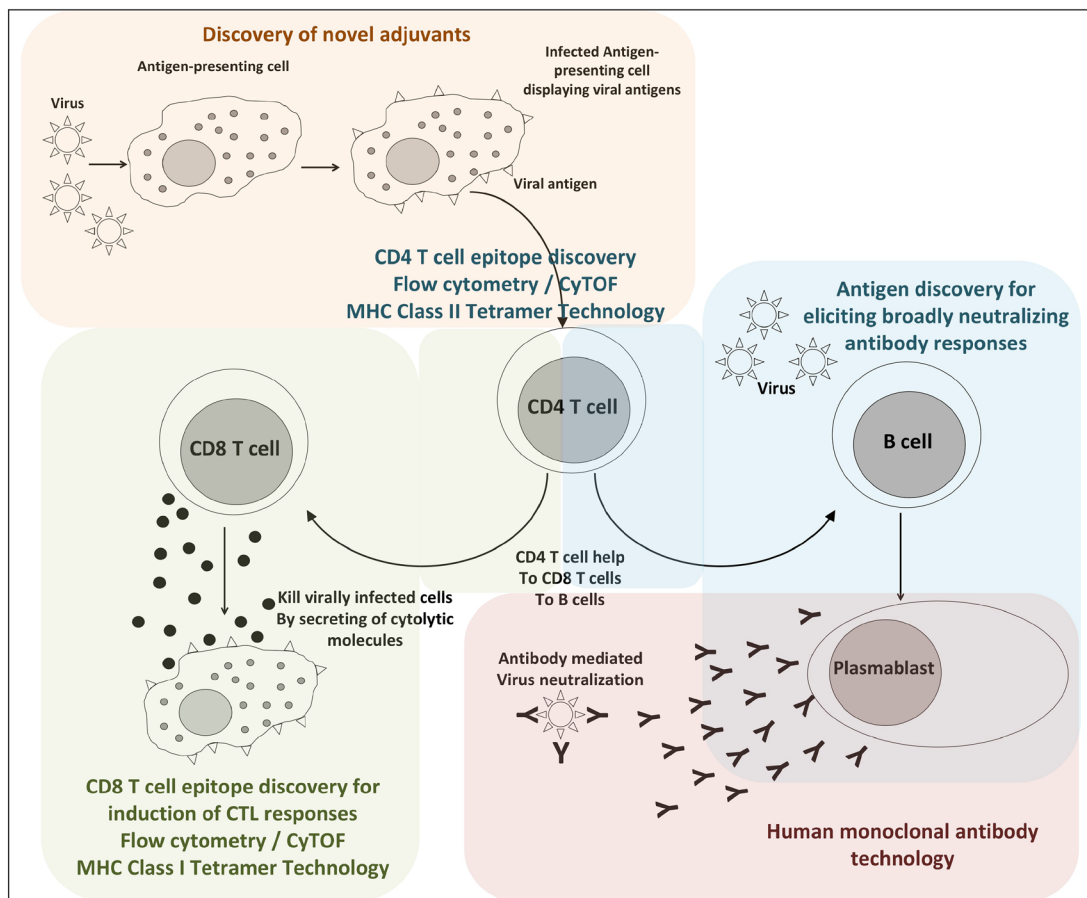 Discovery of novel adjuvants
Antigen-presenting cell
Infected Antigen-
presenting cell
displaying viral antigens
Virus
Viral antigen
CD4 T cell epitope discovery
Flow cytometry / CyTOF
MHC Class II Tetramer Technology
Antigen discovery for
eliciting broadly neutralizing
antibody responses
Virus
CD8 T cell
CD4 T cell
B cell
CD4 T cell help
To CD8 T cells
To B cells
Kill virally infected cells
By secreting of cytolytic
molecules
Antibody mediated
Virus neutralization
Plasmablast
CD8 T cell epitope discovery for
induction of CTL responses
Flow cytometry / CyTOF
MHC Class I Tetramer Technology
Human monoclonal antibody
technology